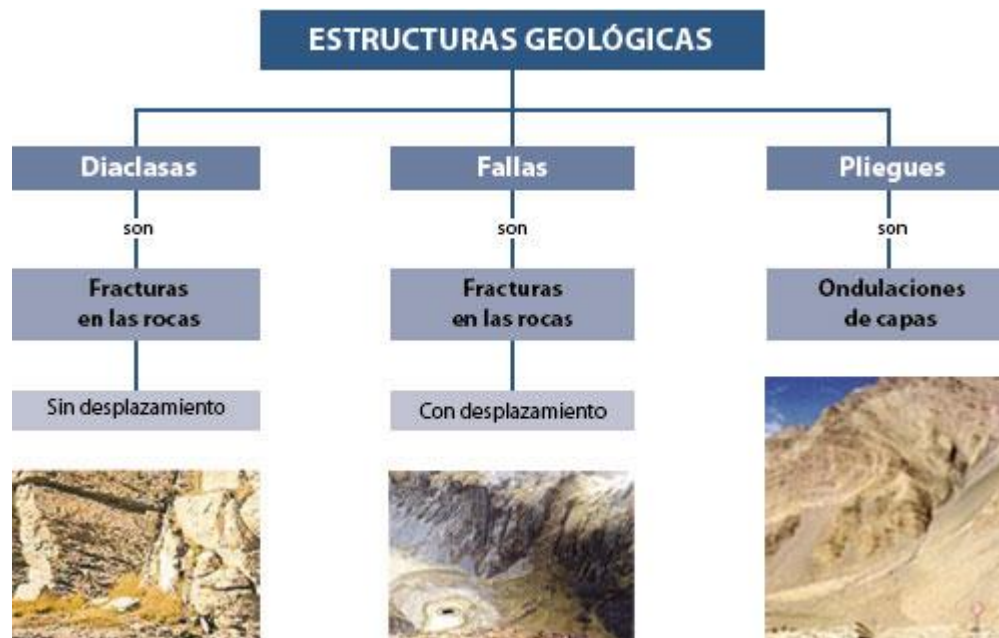 ESTRUCTURAS GEOLÓGICAS
Diaclasas
son
Fracturas
en las rocas
Sin desplazamiento
Fallas
son
Fracturas
en las rocas
Con desplazamiento
Pliegues
son
Ondulaciones
de capas